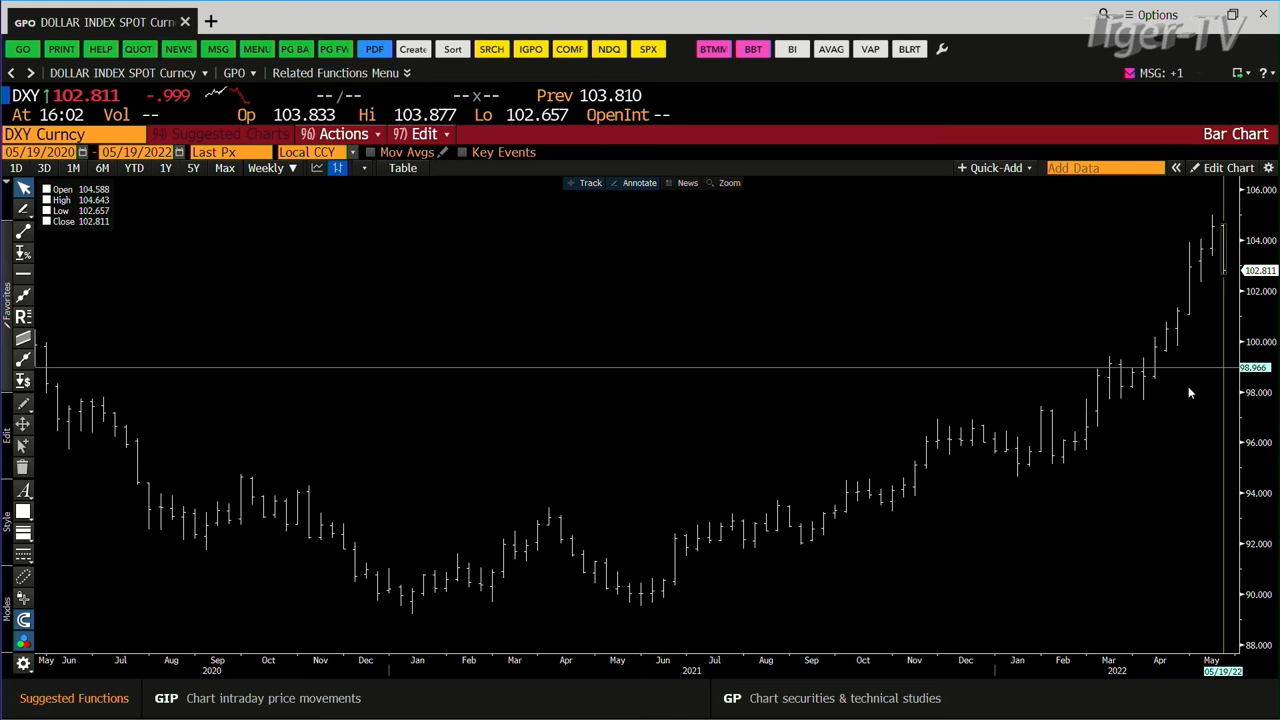 GPO DOLLAR INDEX SPOT Curn
Options
Tiger-TV
GO PRINT HELP QUOT NEWS MSG MENU PG BA PG FW PDF Create Sort SRCH IGPO COMF NDQ SPX BTMM BBT BI AVAG VAP BLRT
DOLLAR INDEX SPOT Curncy GPO Related Functions Menu MSG: +1
DXY ↑102.811 -.999 --/-- --x-- Prev 103.810
At 16:02 Vol -- Op 103.833 Hi 103.877 Lo 102.657 OpenInt --
DXY Curncy 94) Suggested Charts 96) Actions 97) Edit Bar Chart
05/19/2020 - 05/19/2022 Last Px Local CCY Mov Avgs Key Events
1D 3D 1M 6M YTD 1Y 5Y Max Weekly ▼ Table + Quick-Add Add Data « Edit Chart
Track Annotate News Zoom
Open 104.588
High 104.643
Low 102.657
Close 102.811
106.000
104.000
102.811
102.000
100.000
98.966
98.000
96.000
94.000
92.000
90.000
88.000
Favorites
Edit
Style
Modes
May Jun Jul Aug Sep Oct Nov Dec Jan Feb Mar Apr May Jun Jul Aug Sep Oct Nov Dec Jan Feb Mar Apr May
2020 2021 2022 05/19/22
Suggested Functions GIP Chart intraday price movements GP Chart securities & technical studies